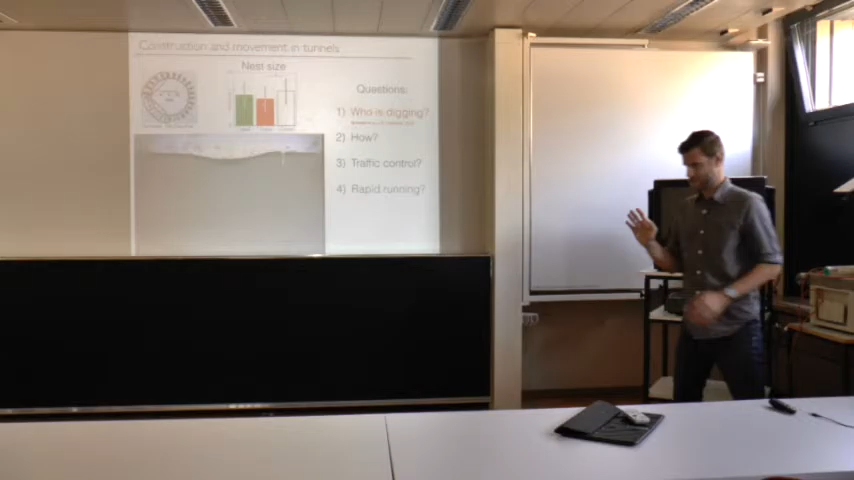 Construction and movement in tunnels
Nest size
Questions:
1) Who is digging?
2) How?
3) Traffic control?
4) Rapid running?